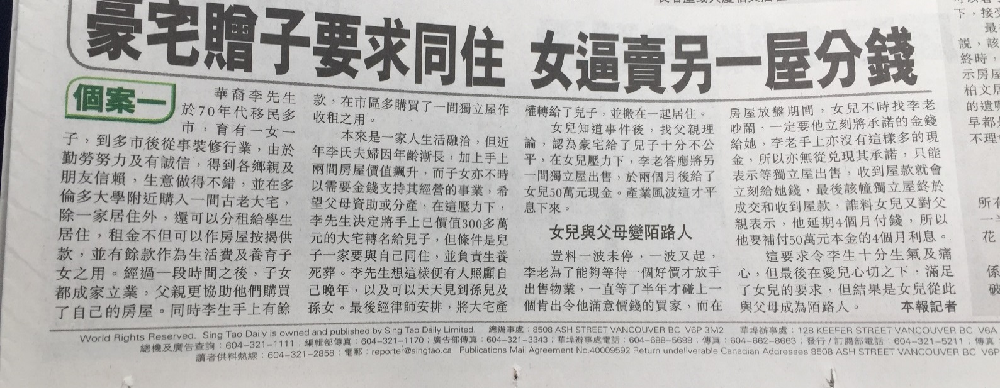 豪宅贈子要求同住 女逼賣另一屋分錢
個案一
華裔李先生
於70年代移民多
市，育有一女一
子，到多市後從事裝修行業，由於
勤勞努力及有誠信，得到各鄉親及
朋友信賴，生意做得不錯，並在多
倫多大學附近購入一間古老大宅，
除一家居住外，還可以分租給學生
居住，租金不但可以作房屋按揭供
款，並有餘款作為生活費及養育子
女之用。經過一段時間之後，子女
都成家立業，父親更協助他們購買
了自己的房屋。同時李生手上有餘
款，在市區多購買了一間獨立屋作
收租之用。
本來是一家人生活融洽，但近
年李氏夫婦因年齡漸長，加上手上
兩間房屋價值飆升，而子女亦不時
以需要金錢支持其經營的事業，希
望父母資助或分產，在這壓力下，
李先生決定將手上已價值300多萬
元的大宅轉名給兒子，但條件是兒
子一家要與自己同住，並負責生養
死葬。李先生想這樣便有人照顧自
己晚年，以及可以天天見到孫兒及
孫女。最後經律師安排，將大宅產
權轉給了兒子，並搬在一起居住。
女兒知道事件後，找父親理
論，認為豪宅給了兒子十分不公
平，在女兒壓力下，李老答應將另
一間獨立屋出售，於兩個月後給了
女兒50萬元現金。產業風波這才平
息下來。
女兒與父母變陌路人
豈料一波未停，一波又起，
李老為了能夠等待一個好價才放手
出售物業，一直等了半年才碰上一
個肯出令他滿意價錢的買家，而在
房屋放盤期間，女兒不時找李老
吵鬧，一定要他立刻將承諾的金錢
給她，李老手上亦沒有這樣多的現
金，所以亦無從兌現其承諾，只能
表示等獨立屋出售，收到屋款就會
立刻給她錢，最後該幢獨立屋終於
成交和收到屋款，誰料女兒又對父
親表示，他延期4個月付錢，所以
他要補付50萬元本金的4個月利息。
這要求令李生十分生氣及痛
心，但最後在愛兒心切之下，滿足
了女兒的要求，但結果是女兒從此
與父母成為陌路人。 本報記者
下，接受
最
說，該
終時，
示房屋
柏文居
的遺囑
早都
不理
所有
一
花
係
破
World Rights Reserved. Sing Tao Daily is owned and published by Sing Tao Daily Limited. 總辦事處：8508 ASH STREET VANCOUVER BC V6P 3M2 華埠辦事處：128 KEEFER STREET VANCOUVER BC V6A
總機及廣告查詢：604-321-1111；編輯部傳真：604-321-1170；廣告部傳真：604-321-3343；華埠辦事處電話：604-688-5688；傳真：604-662-8663；發行/訂閱部電話：604-321-5211；傳真：
讀者供料熱線：604-321-2858；電郵：reporter@singtao.ca Publications Mail Agreement No.40009592 Return undeliverable Canadian Addresses 8508 ASH STREET VANCOUVER BC V6P